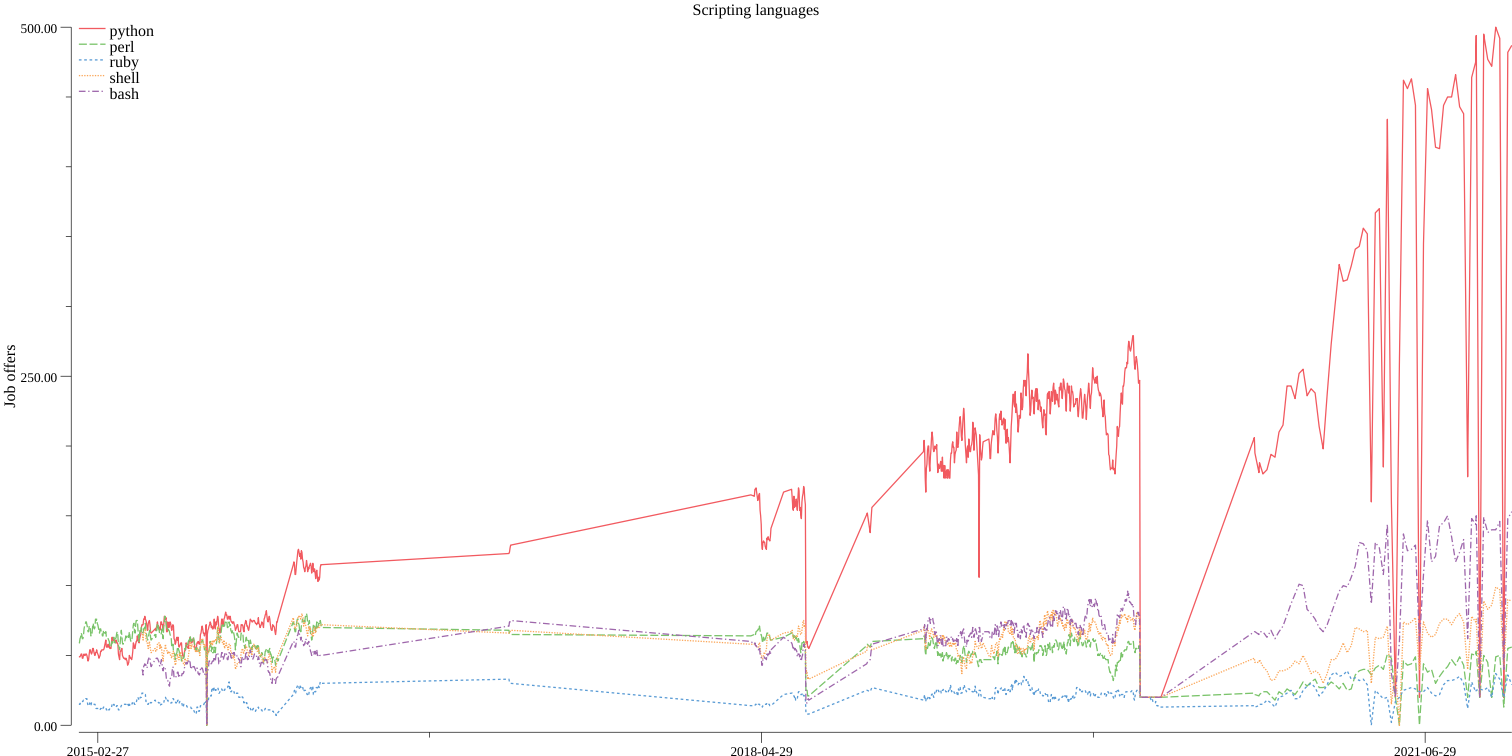 Scripting languages
500.00
python
perl
ruby
shell
bash
250.00
Job offers
0.00
2015-02-27
2018-04-29
2021-06-29